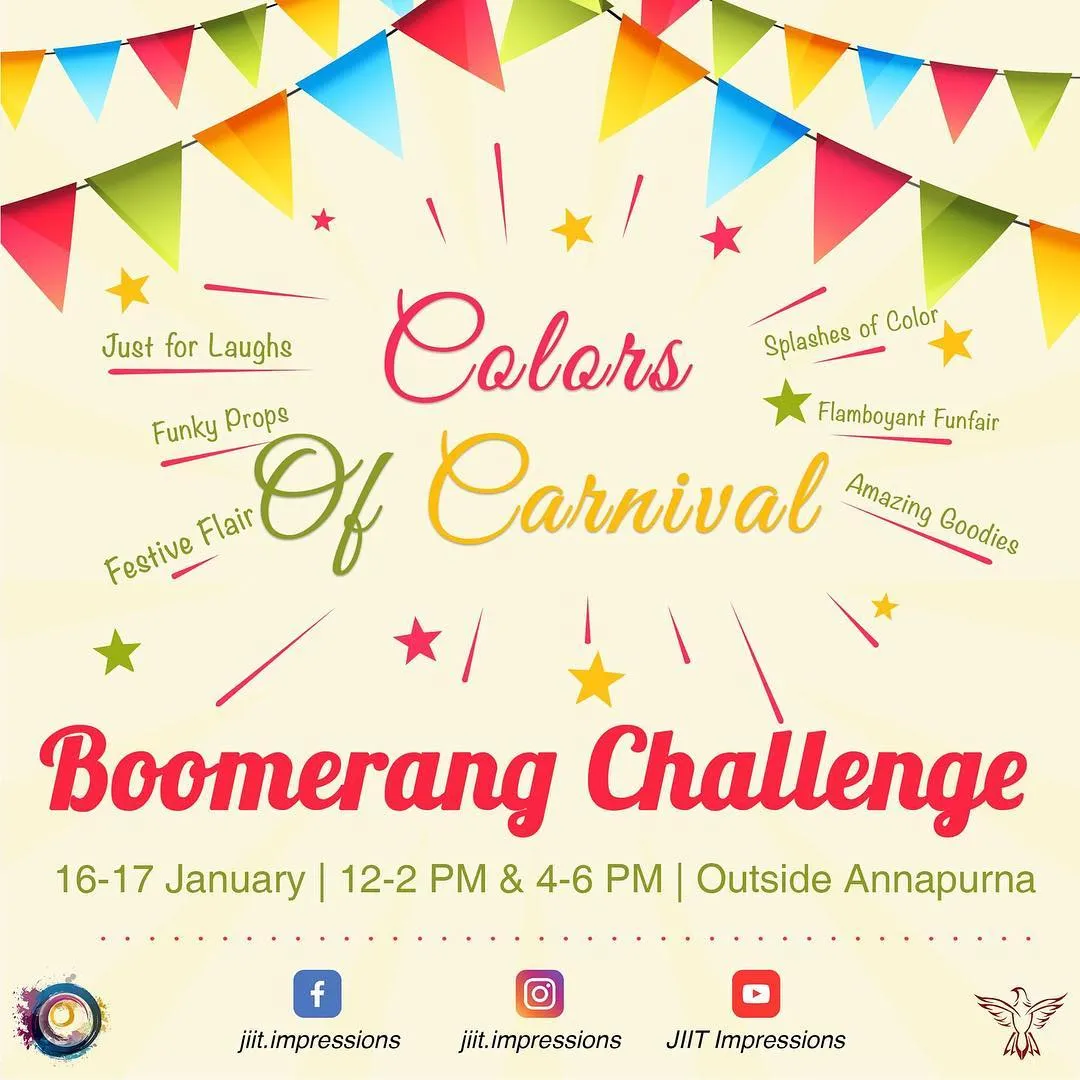 Colors
Of Carnival
Just for Laughs
Funky Props
Festive Flair
Splashes of Color
Flamboyant Funfair
Amazing Goodies
Boomerang Challenge
16-17 January | 12-2 PM & 4-6 PM | Outside Annapurna
jiit.impressions
jiit.impressions
JIIT Impressions